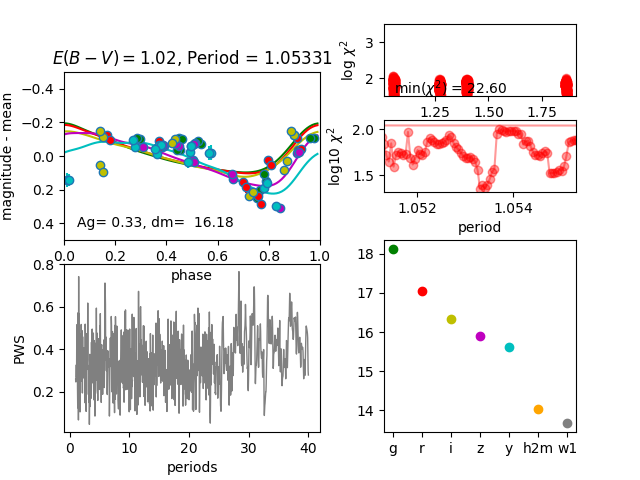 E(B − V) = 1.02, Period = 1.05331
magnitude - mean
−0.4
−0.2
0.0
0.2
0.4
Ag= 0.33, dm= 16.18
0.0 0.2 0.4 0.6 0.8 1.0
phase
log χ²
3
2
min(χ²) = 22.60
1.25 1.50 1.75
log10 χ²
2.0
1.5
1.052 1.054
period
PWS
0.8
0.6
0.4
0.2
0 10 20 30 40
periods
18
17
16
15
14
g r i z y h2m w1